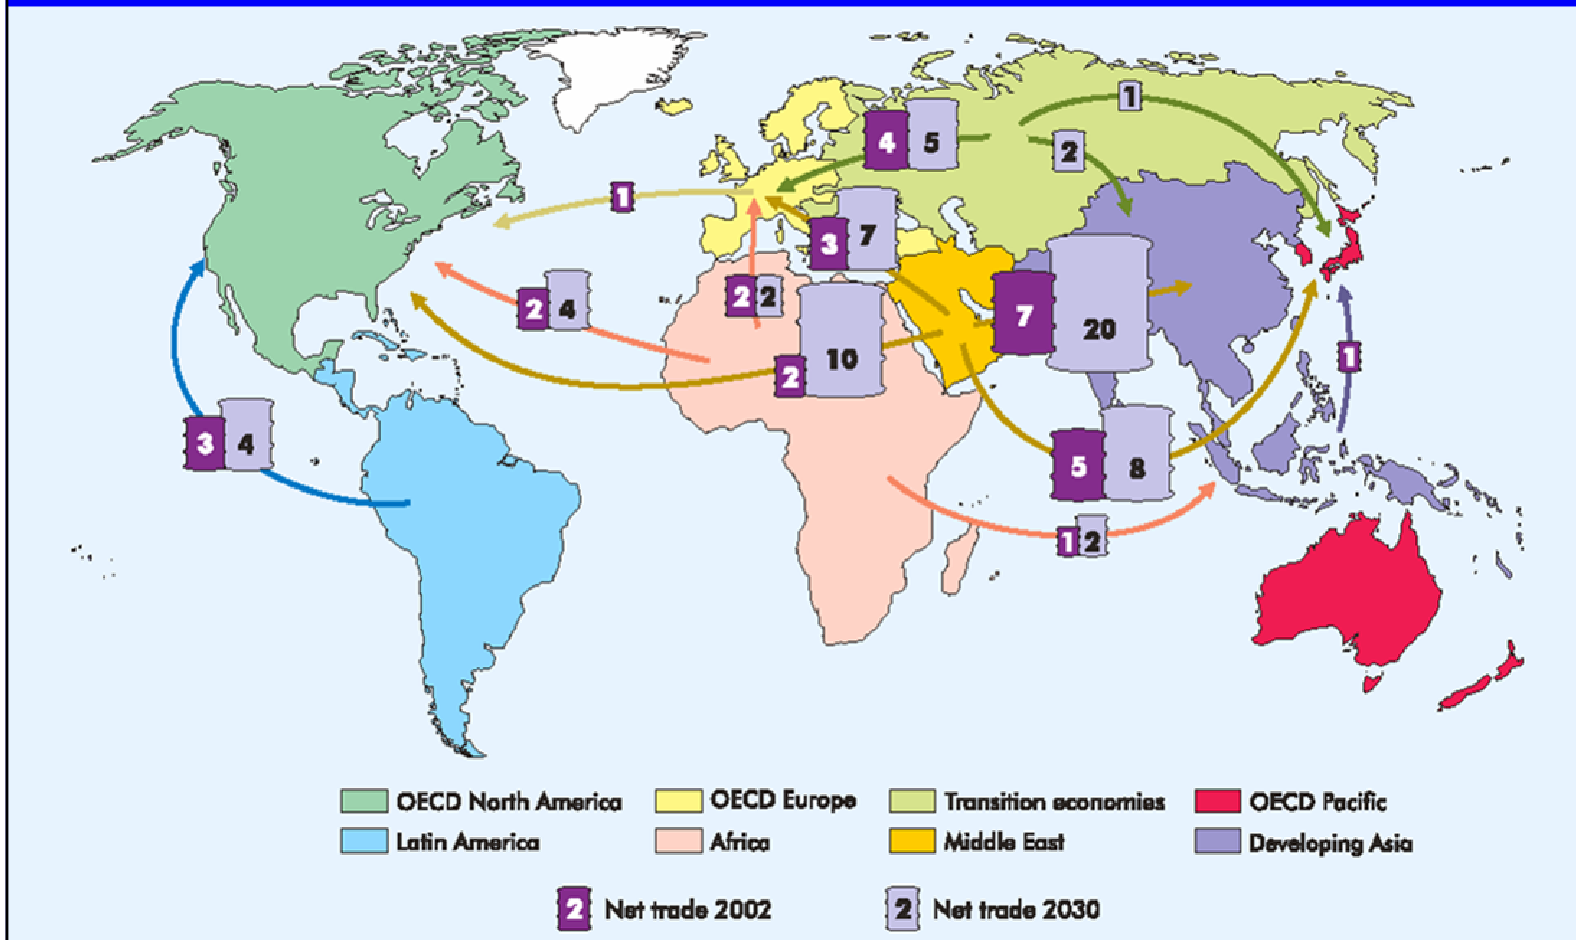 1
4 5
2
1
3 7
2 4
2 2
7 20
10
2
1
3 4
5 8
1 2
OECD North America
OECD Europe
Transition economies
OECD Pacific
Latin America
Africa
Middle East
Developing Asia
2 Net trade 2002
2 Net trade 2030